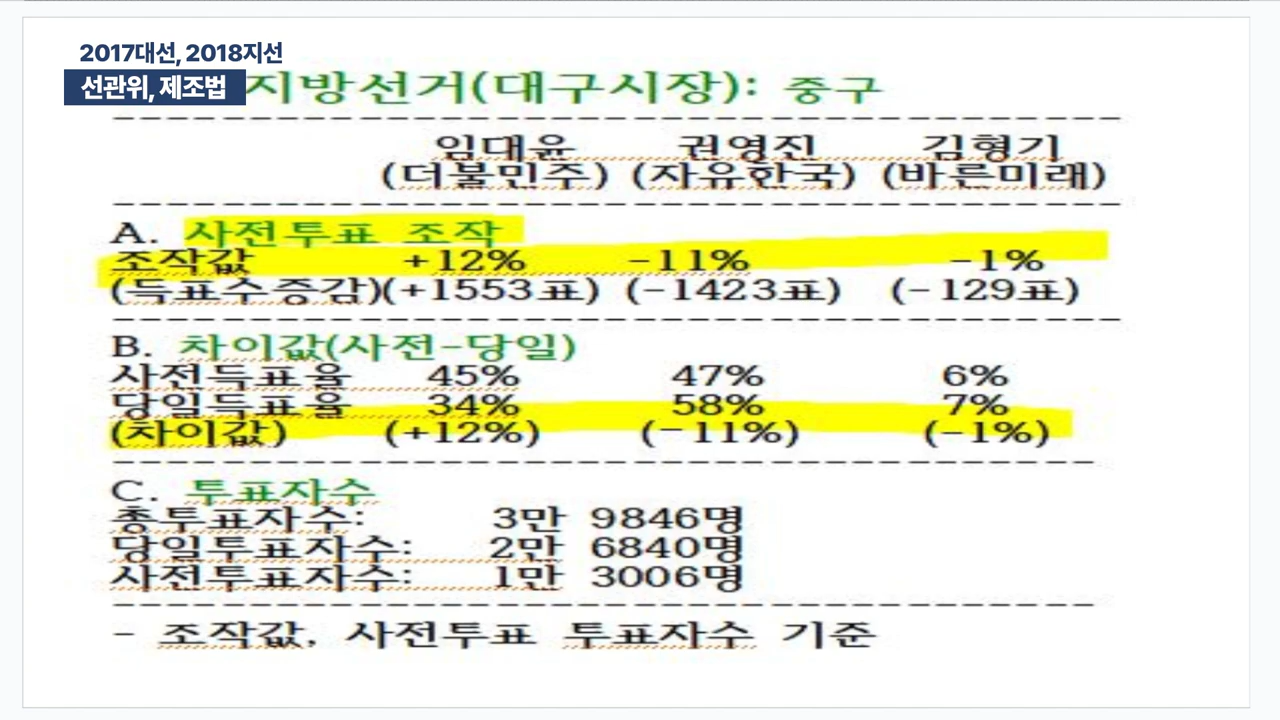 2017대선, 2018지선
선관위, 제조법
지방선거(대구시장): 중구
임대윤 권영진 김형기
(더불민주) (자유한국) (바른미래)
A. 사전투표 조작
조작값 +12% -11% -1%
(득표수증감)(+1553표) (-1423표) (-129표)
B. 차이값(사전-당일)
사전득표율 45% 47% 6%
당일득표율 34% 58% 7%
(차이값) (+12%) (-11%) (-1%)
C. 투표자수
총투표자수: 3만 9846명
당일투표자수: 2만 6840명
사전투표자수: 1만 3006명
- 조작값, 사전투표 투표자수 기준